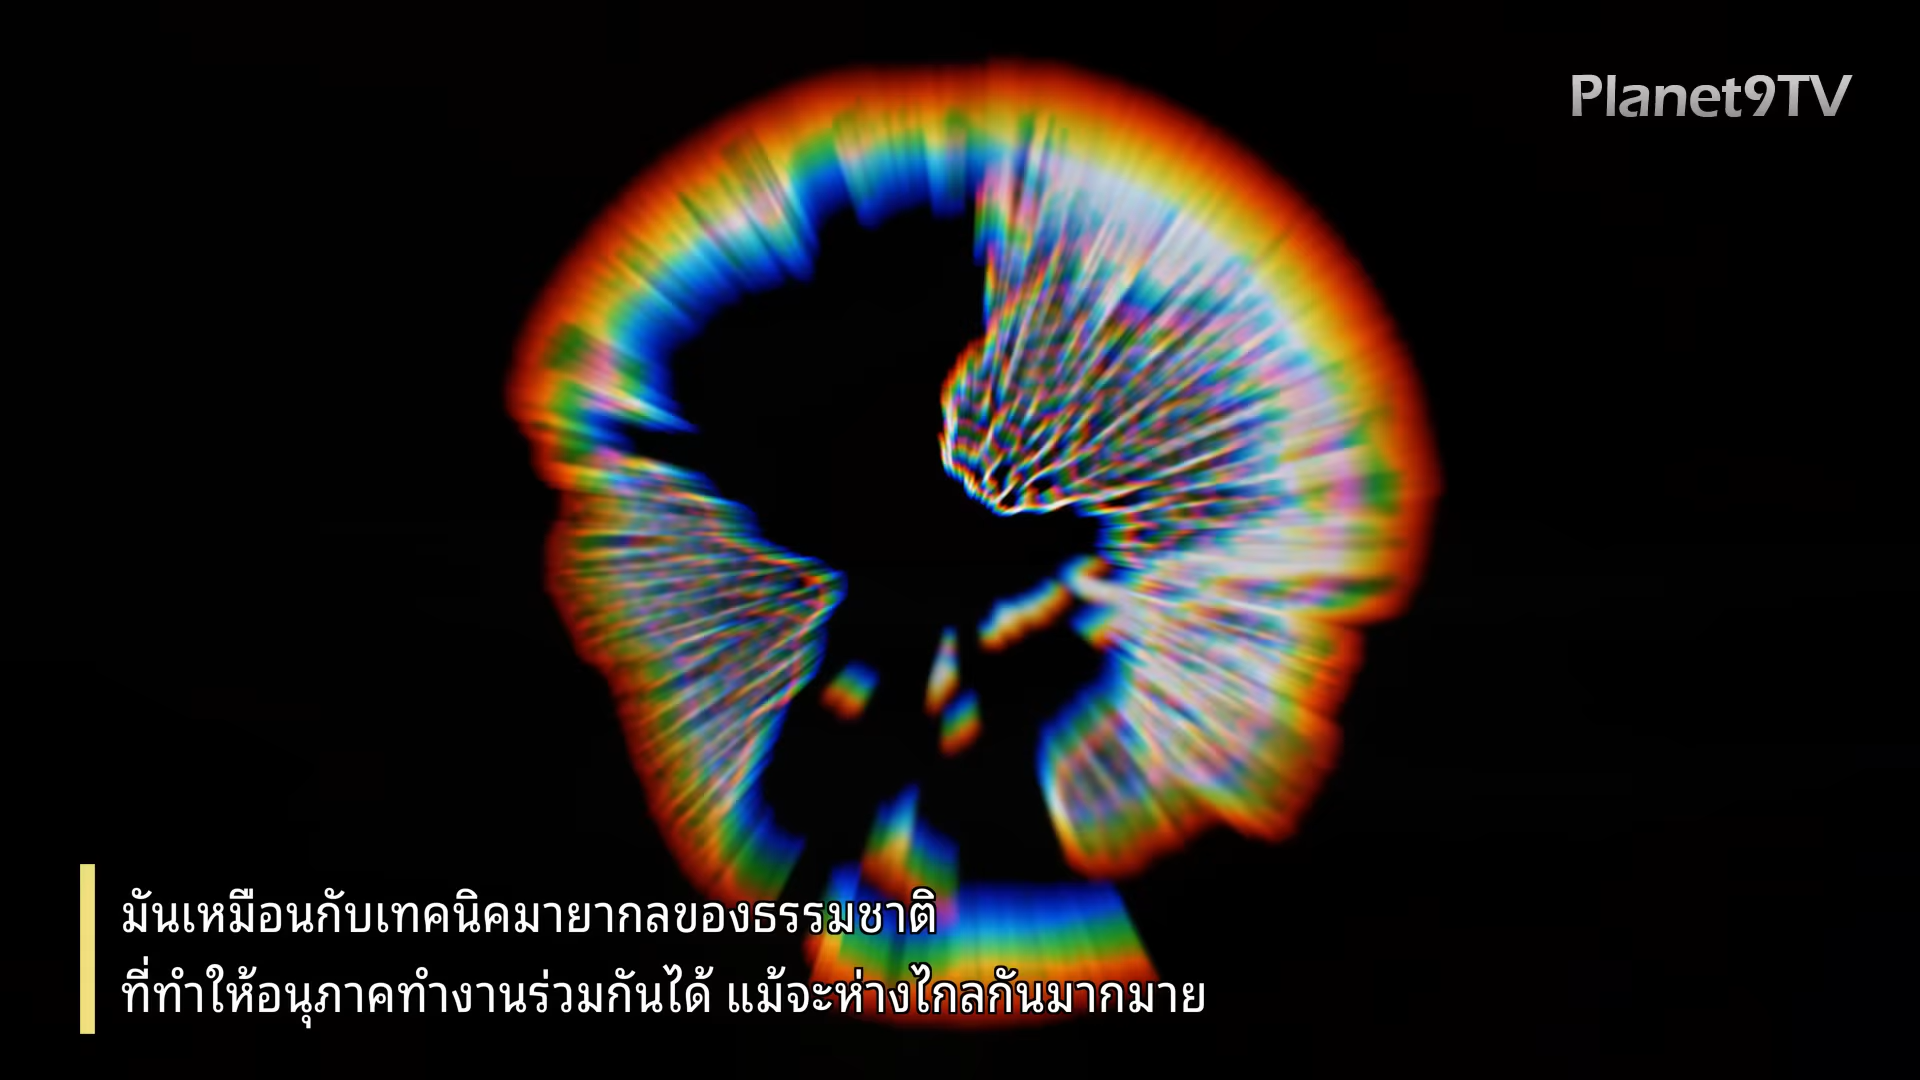 Planet9TV
มันเหมือนกับเทคนิคมายากลของธรรมชาติ
ที่ทำให้อนุภาคทำงานร่วมกันได้ แม้จะห่างไกลกันมากมาย